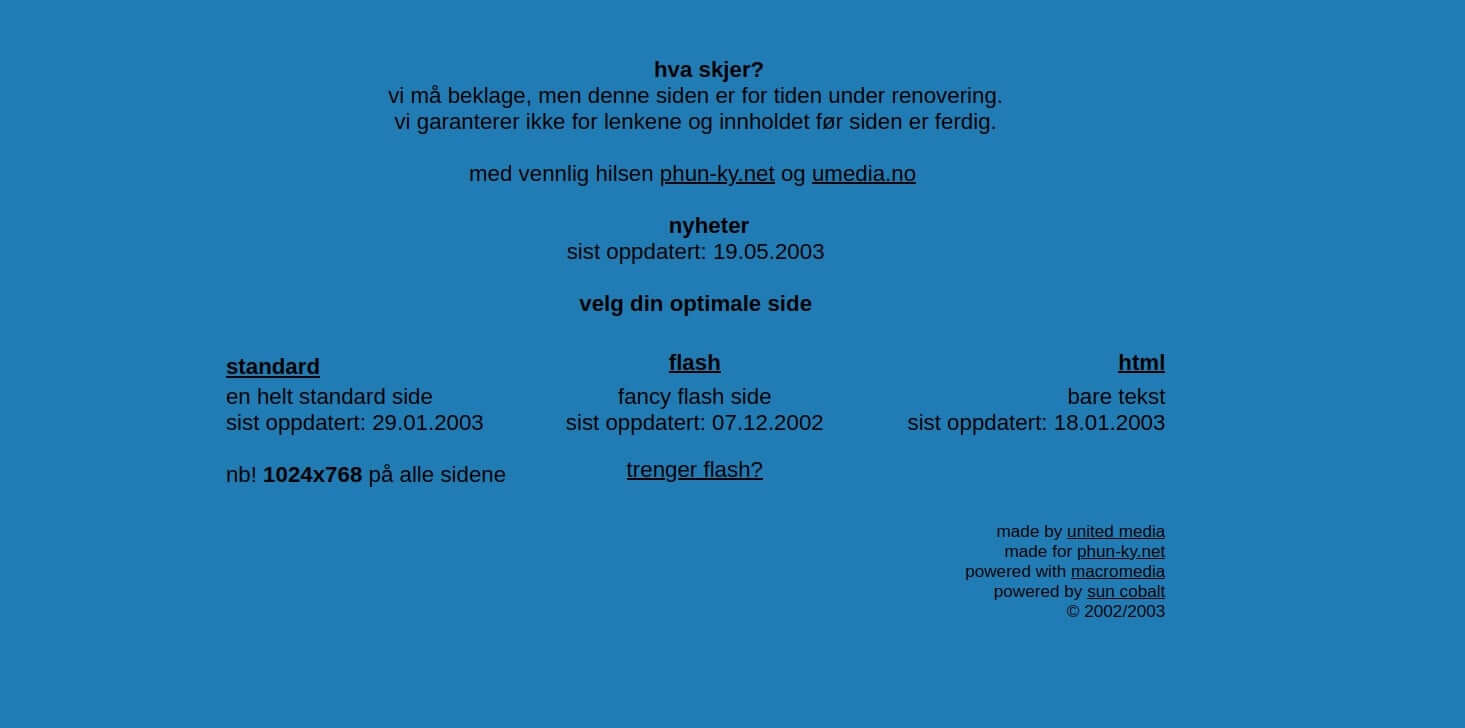 hva skjer?
vi må beklage, men denne siden er for tiden under renovering.
vi garanterer ikke for lenkene og innholdet før siden er ferdig.
med vennlig hilsen phun-ky.net og umedia.no
nyheter
sist oppdatert: 19.05.2003
velg din optimale side
standard
en helt standard side
sist oppdatert: 29.01.2003
nb! 1024x768 på alle sidene
flash
fancy flash side
sist oppdatert: 07.12.2002
trenger flash?
html
bare tekst
sist oppdatert: 18.01.2003
made by united media
made for phun-ky.net
powered with macromedia
powered by sun cobalt
© 2002/2003